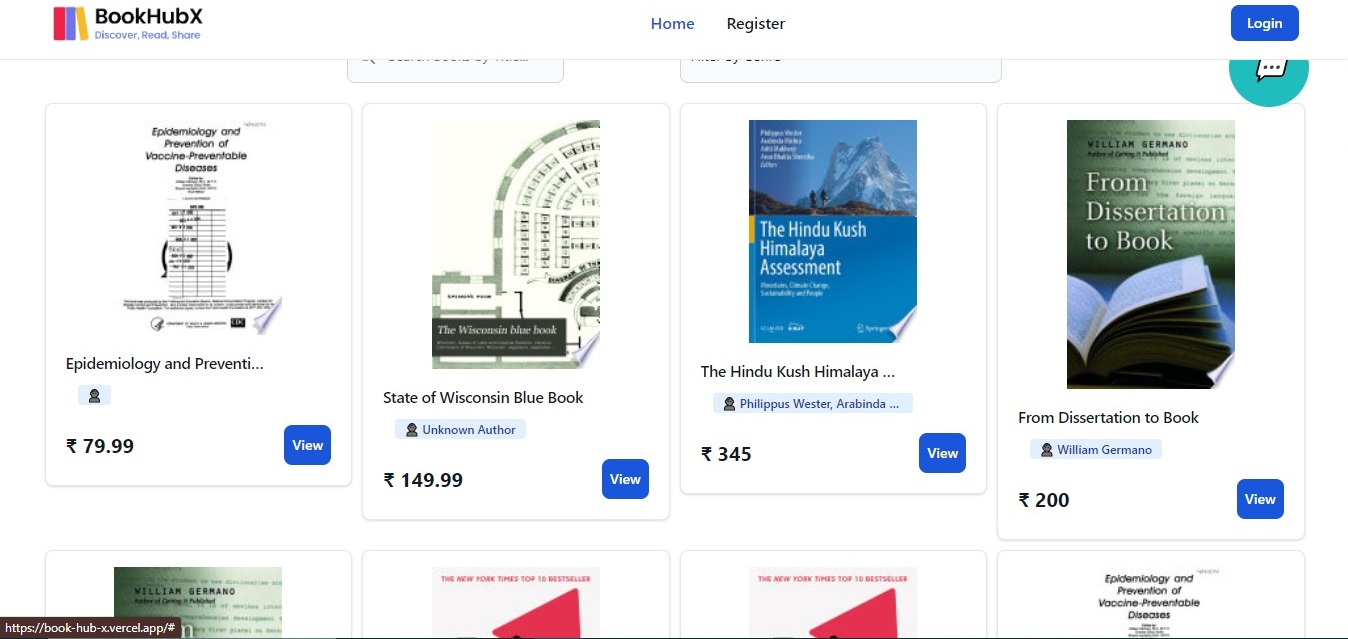 BookHubX
Discover, Read, Share
Home
Register
Login
Epidemiology and
Prevention of
Vaccine-Preventable
Diseases
Epidemiology and Preventi...
₹ 79.99
View
SPEAKER'S ROOM
The Wisconsin blue book
State of Wisconsin Blue Book
Unknown Author
₹ 149.99
View
Philippus Wester
Arabinda Mishra
Aditi Mukherji
Arun Bhakta Shrestha
Editors
The Hindu Kush
Himalaya
Assessment
Mountains, Climate Change,
Sustainability and People
Springer
The Hindu Kush Himalaya ...
Philippus Wester, Arabinda ...
₹ 345
View
WILLIAM GERMANO
Author of Getting It Published
From
Dissertation
to Book
From Dissertation to Book
William Germano
₹ 200
View
WILLIAM GERMANO
Author of Getting It Published
THE NEW YORK TIMES TOP 10 BESTSELLER
THE NEW YORK TIMES TOP 10 BESTSELLER
Epidemiology and
Prevention of
Vaccine-Preventable
Diseases
https://book-hub-x.vercel.app/#